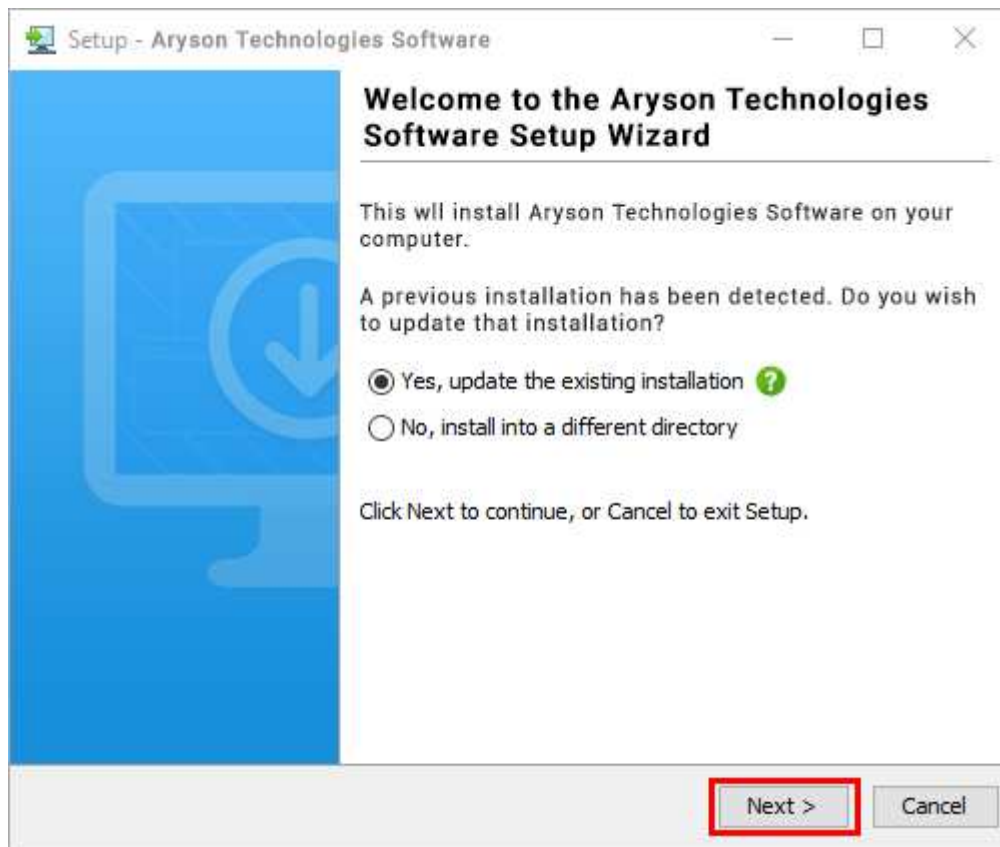 Setup - Aryson Technologies Software
Welcome to the Aryson Technologies
Software Setup Wizard
This wll install Aryson Technologies Software on your
computer.
A previous installation has been detected. Do you wish
to update that installation?
Yes, update the existing installation ?
No, install into a different directory
Click Next to continue, or Cancel to exit Setup.
Next >
Cancel